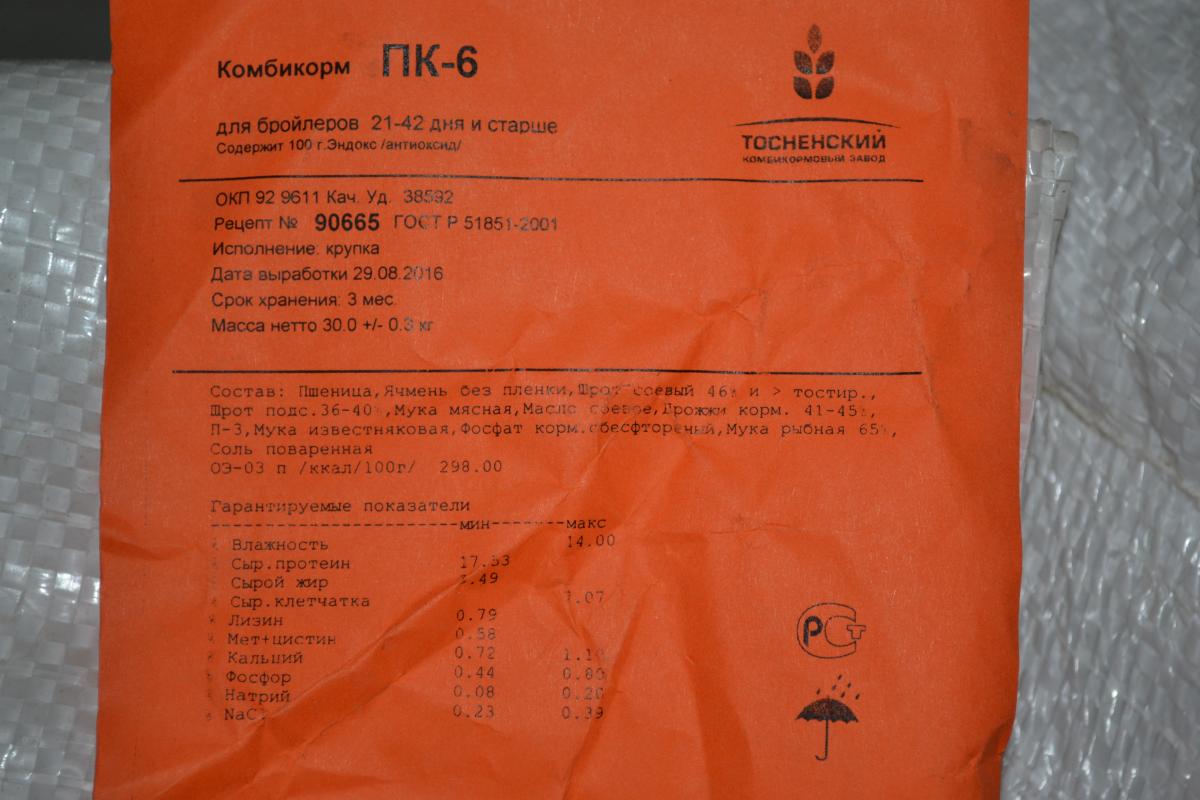 Комбикорм ПК-6
для бройлеров 21-42 дня и старше
Содержит 100 г.Эндокс /антиоксид/
ТОСНЕНСКИЙ
КОМБИКОРМОВЫЙ ЗАВОД
ОКП 92 9611 Кач. Уд. 38592
Рецепт № 90665 ГОСТ Р 51851-2001
Исполнение: крупка
Дата выработки 29.08.2016
Срок хранения: 3 мес.
Масса нетто 30.0 +/- 0.3 кг
Состав: Пшеница,Ячмень без пленки,Шрот соевый 46% и > тостир.,
Шрот подс.36-40%,Мука мясная,Масло соевое,Дрожжи корм. 41-45%,
П-3,Мука известняковая,Фосфат корм.обесфтореный,Мука рыбная 65%,
Соль поваренная
ОЭ-03 п /ккал/100г/ 298.00
Гарантируемые показатели
-----------------------мин-------макс
% Влажность 14.00
% Сыр.протеин 17.53
% Сырой жир
% Сыр.клетчатка
% Лизин 0.79
% Мет+цистин 0.58
% Кальций 0.72 1.10
% Фосфор 0.44 0.80
% Натрий 0.08 0.20
% NaCl 0.23 0.39
РСТ